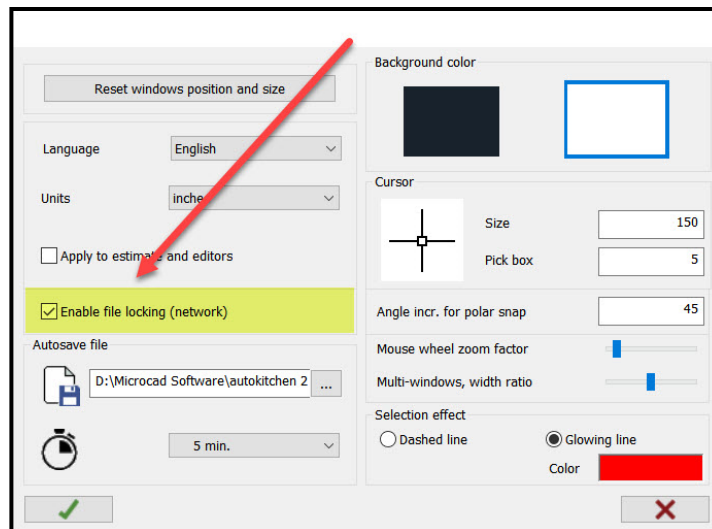 Reset windows position and size
Language
English
Units
inche
Apply to estimate and editors
Enable file locking (network)
Autosave file
D:\Microcad Software\autokitchen 2
...
5 min.
Background color
Cursor
Size
150
Pick box
5
Angle incr. for polar snap
45
Mouse wheel zoom factor
Multi-windows, width ratio
Selection effect
Dashed line
Glowing line
Color